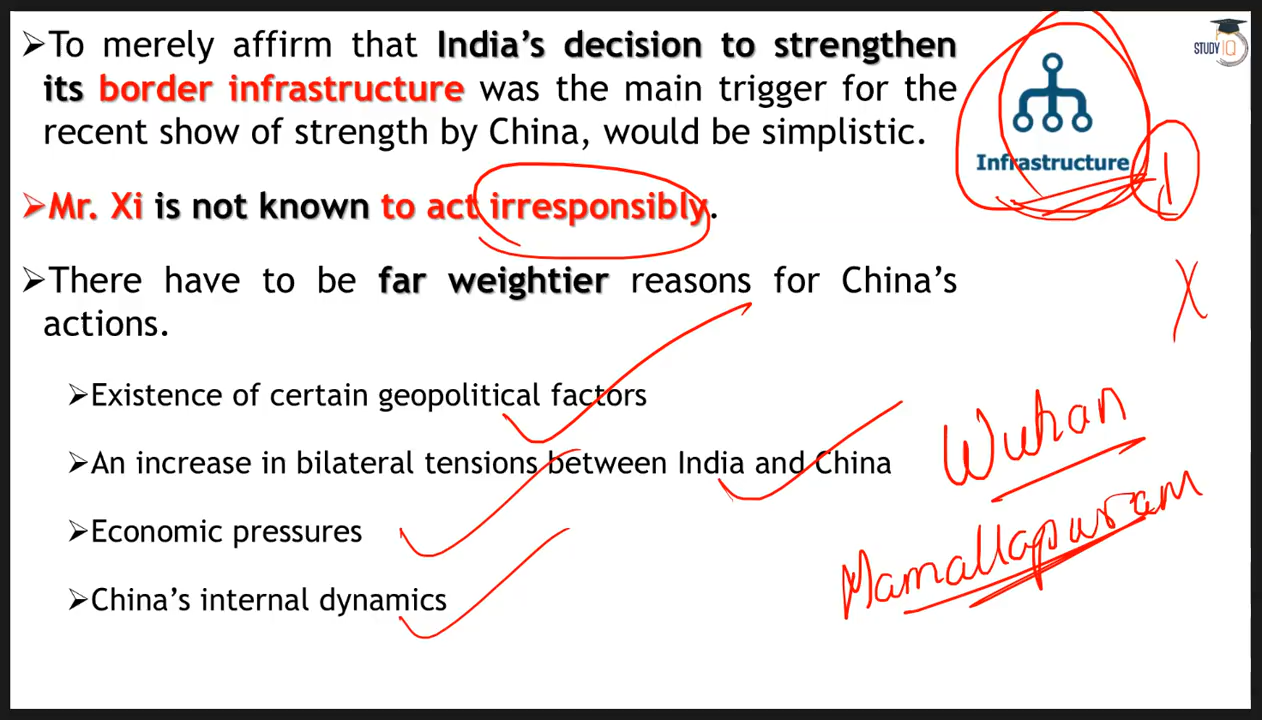 ➢To merely affirm that India's decision to strengthen
its border infrastructure was the main trigger for the
recent show of strength by China, would be simplistic.
STUDY IQ
Infrastructure
1
➢Mr. Xi is not known to act irresponsibly.
➢There have to be far weightier reasons for China's
actions.
X
➢Existence of certain geopolitical factors
➢An increase in bilateral tensions between India and China
Wuhan
➢Economic pressures
Mamallapuram
➢China's internal dynamics